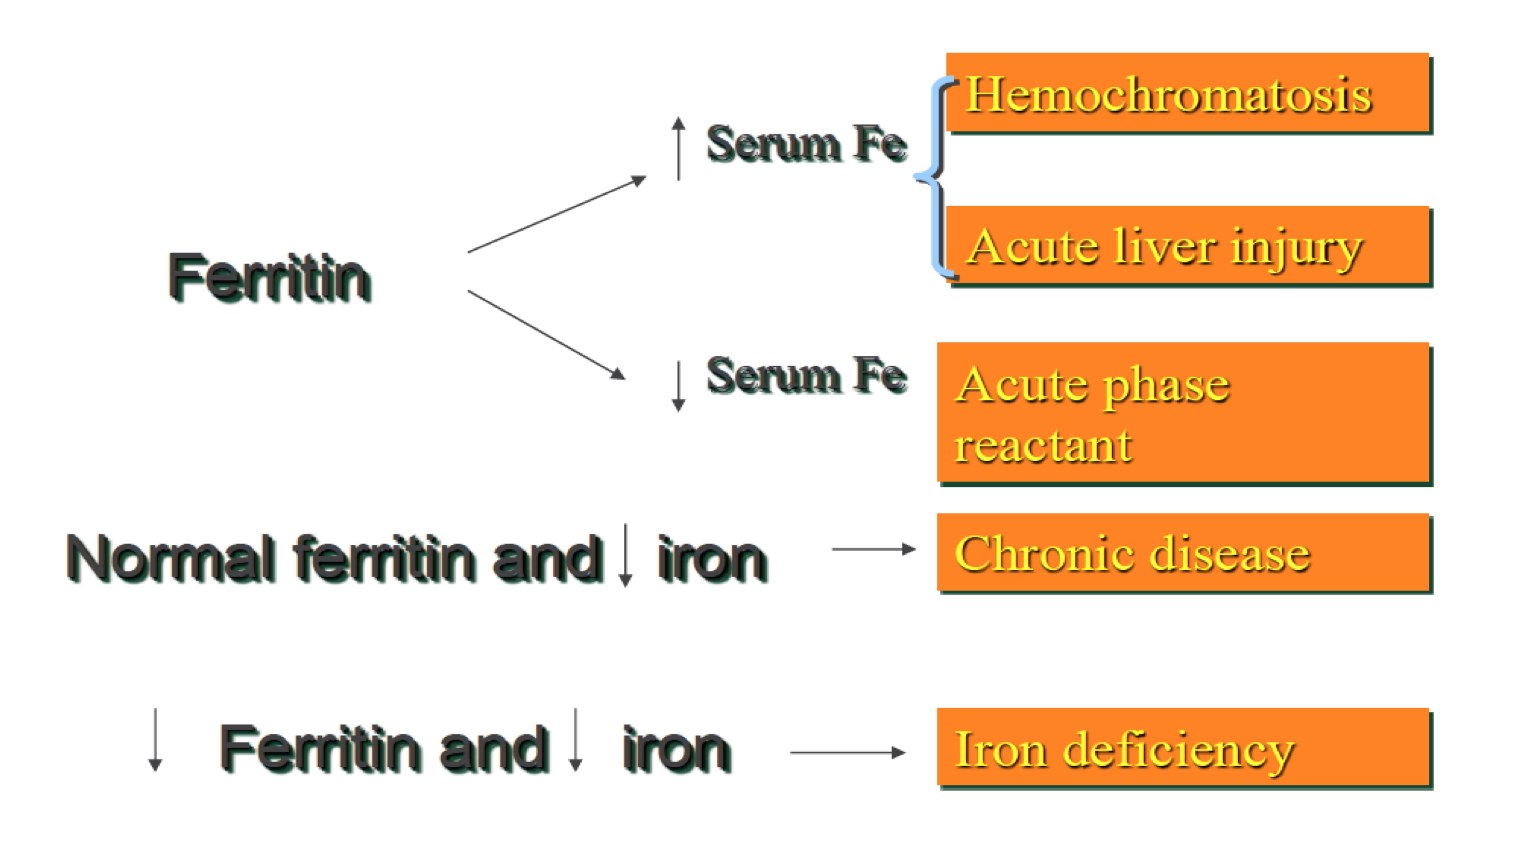 Hemochromatosis
Serum Fe
Acute liver injury
Ferritin
Serum Fe
Acute phase
reactant
Normal ferritin and ↓ iron
Chronic disease
↓ Ferritin and ↓ iron
Iron deficiency